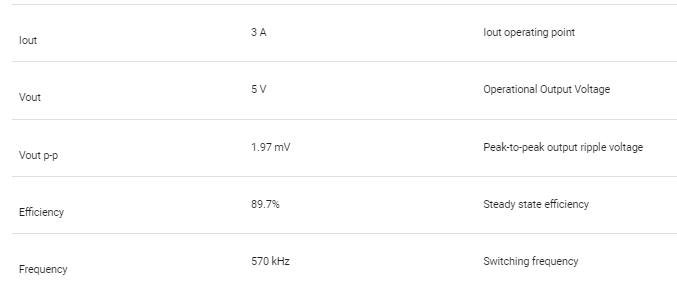 Iout 3 A Iout operating point
Vout 5 V Operational Output Voltage
Vout p-p 1.97 mV Peak-to-peak output ripple voltage
Efficiency 89.7% Steady state efficiency
Frequency 570 kHz Switching frequency